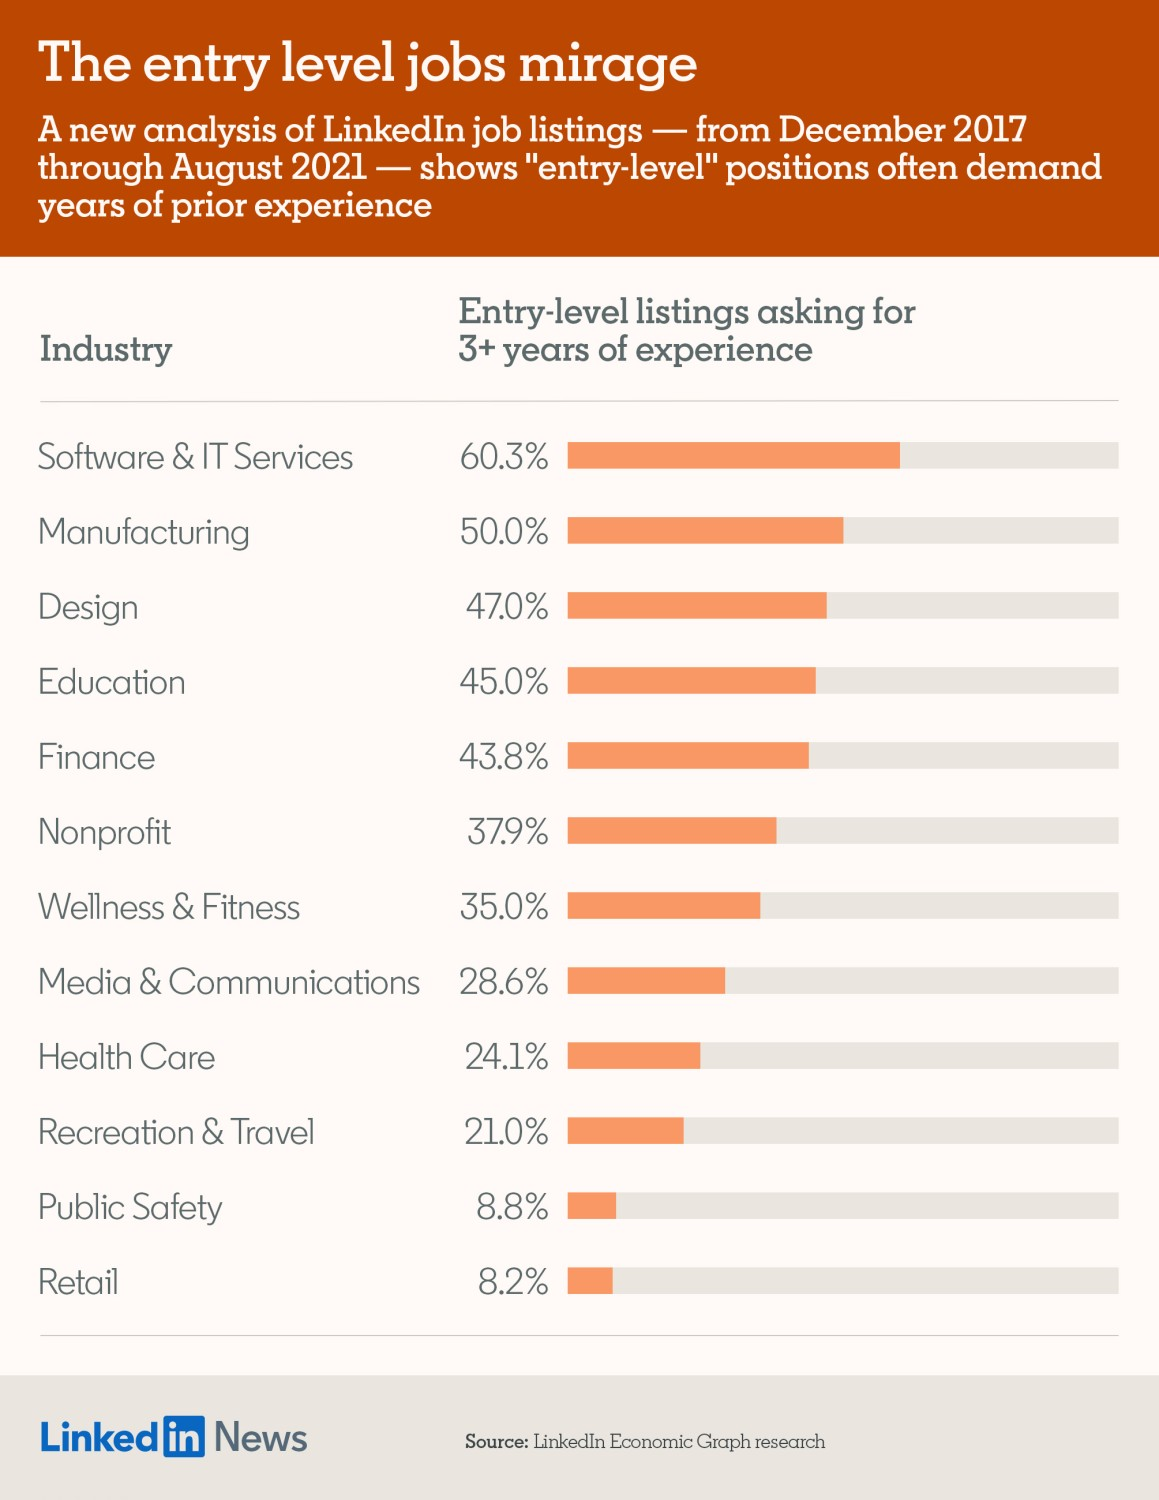 The entry level jobs mirage
A new analysis of LinkedIn job listings — from December 2017
through August 2021 — shows "entry-level" positions often demand
years of prior experience
Industry
Entry-level listings asking for
3+ years of experience
Software & IT Services 60.3%
Manufacturing 50.0%
Design 47.0%
Education 45.0%
Finance 43.8%
Nonprofit 37.9%
Wellness & Fitness 35.0%
Media & Communications 28.6%
Health Care 24.1%
Recreation & Travel 21.0%
Public Safety 8.8%
Retail 8.2%
LinkedIn News
Source: LinkedIn Economic Graph research